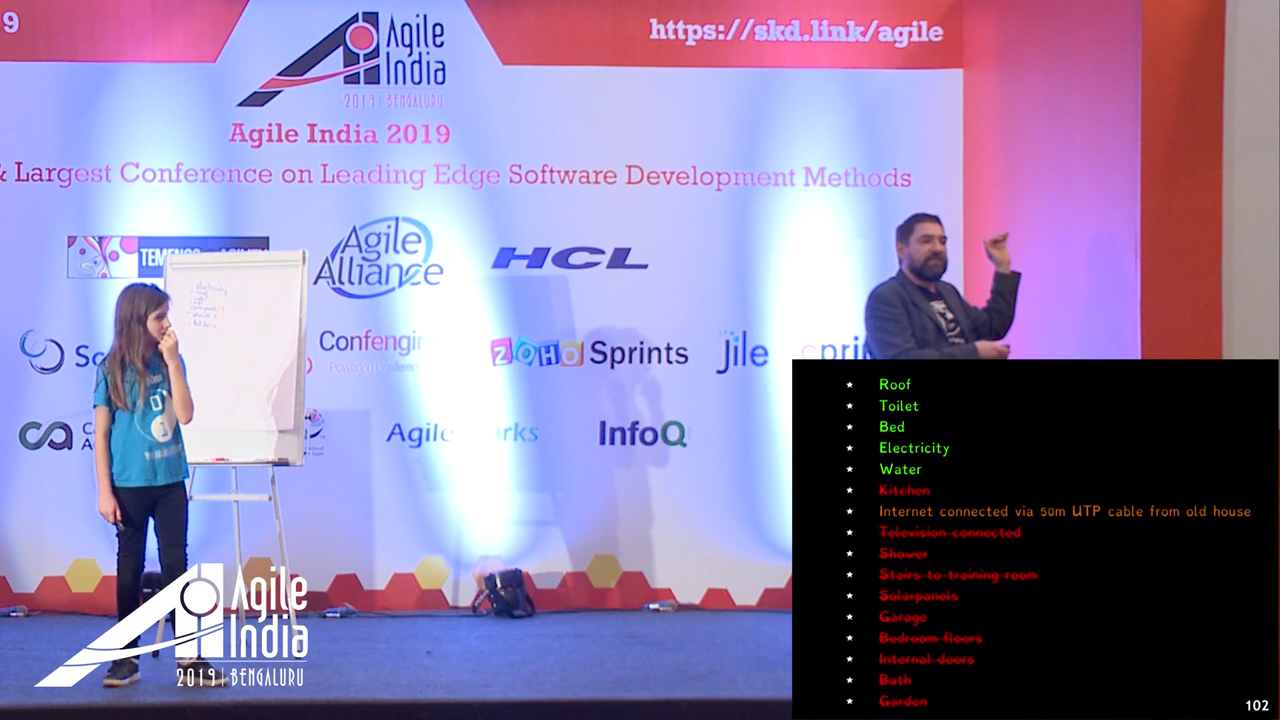 9
https://skd.link/agile
Agile
India
2019 | BENGALURU
Agile India 2019
& Largest Conference on Leading Edge Software Development Methods
Agile
Alliance
HCL
Confengin
ZOHO Sprints
Jile
ca
Agile
InfoQ
Roof
Toilet
Bed
Electricity
Water
Kitchen
Internet connected via 50m UTP cable from old house
Television connected
Shower
Stairs to training room
Solarpanels
Garage
Bedroom floors
Internal doors
Bath
Garden
102
Agile
India
2019 | BENGALURU